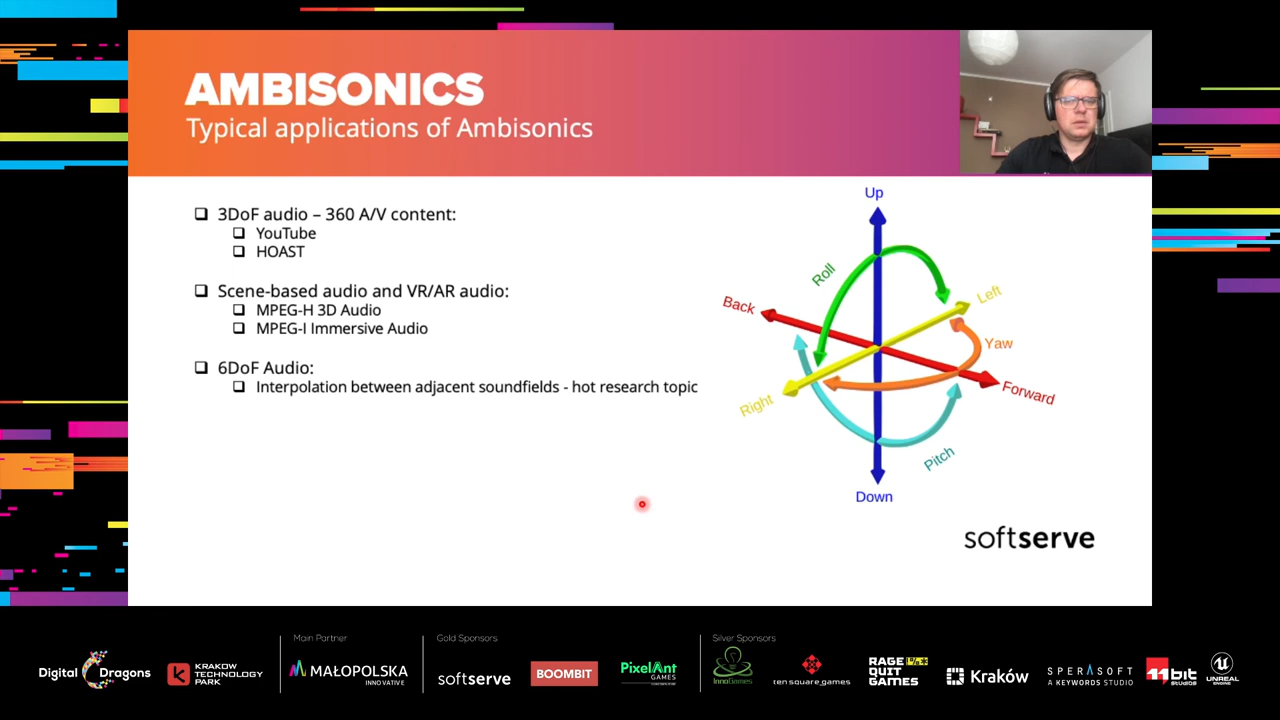 AMBISONICS
Typical applications of Ambisonics
3DoF audio – 360 A/V content:
YouTube
HOAST
Scene-based audio and VR/AR audio:
MPEG-H 3D Audio
MPEG-I Immersive Audio
6DoF Audio:
Interpolation between adjacent soundfields - hot research topic
Up
Roll
Left
Back
Yaw
Forward
Right
Pitch
Down
softserve
Main Partner
Gold Sponsors
Silver Sponsors
Digital Dragons
KRAKOW TECHNOLOGY PARK
MAŁOPOLSKA
INNOVATIVE
softserve
BOOMBIT
PixelAnt
GAMES
InnoGames
ten square games
RAGE QUIT GAMES
Kraków
SPERASOFT
A KEYWORDS STUDIO
11 bit
STUDIOS
UNREAL
ENGINE